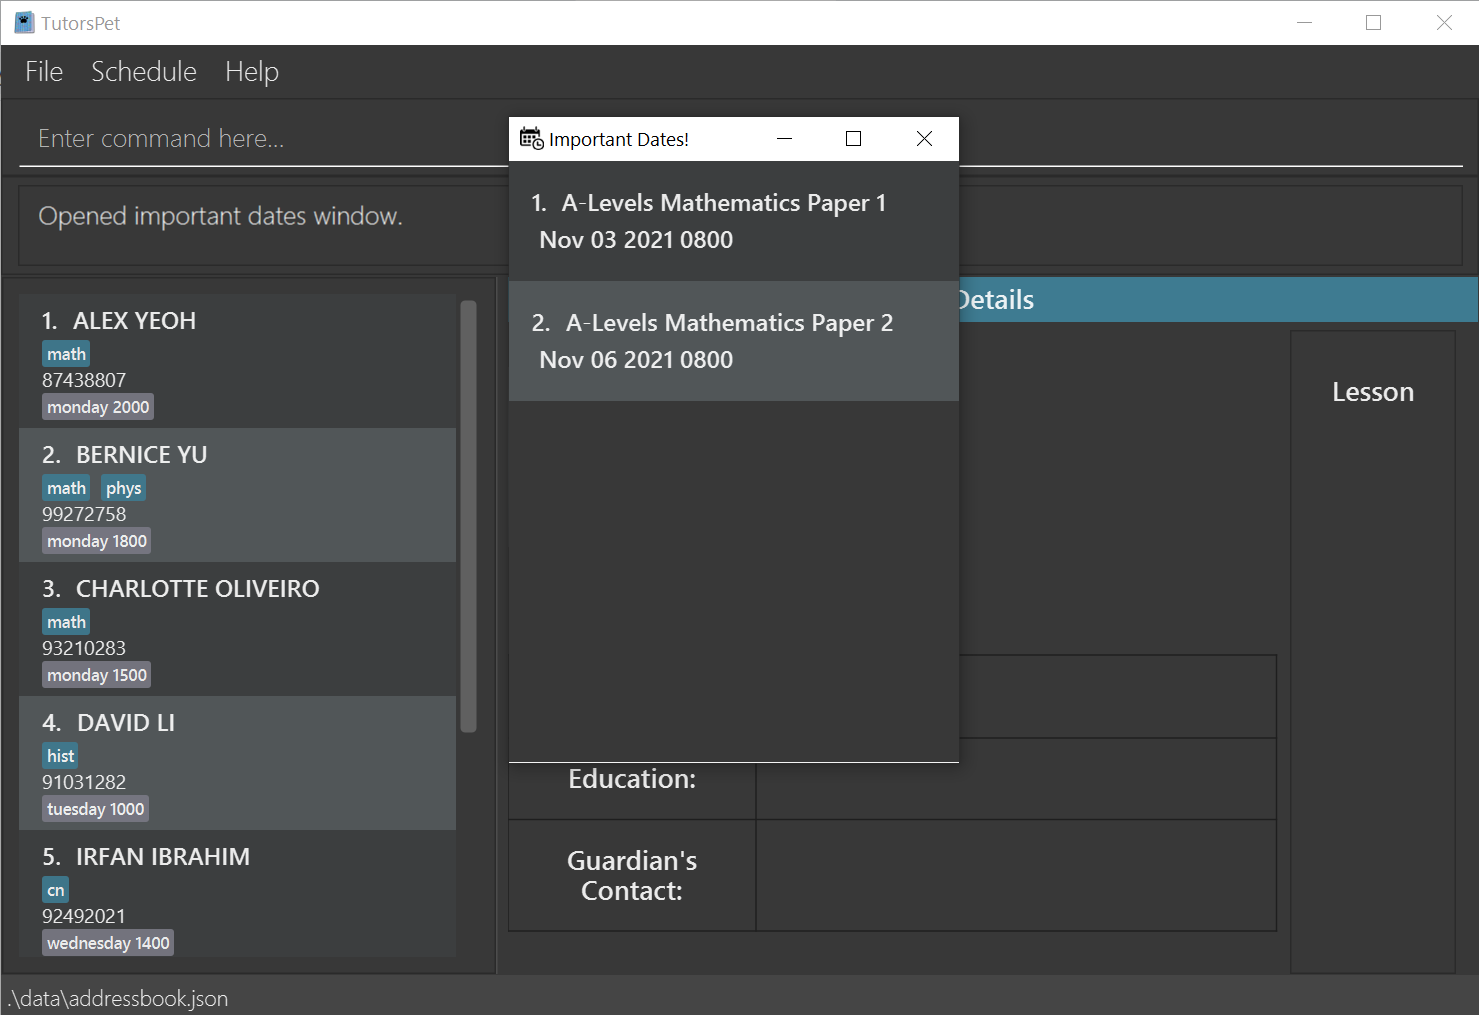 TutorsPet
File Schedule Help
Enter command here...
Opened important dates window.
Important Dates!
1. A-Levels Mathematics Paper 1
Nov 03 2021 0800
2. A-Levels Mathematics Paper 2
Nov 06 2021 0800
1. ALEX YEOH
math
87438807
monday 2000
2. BERNICE YU
math phys
99272758
monday 1800
3. CHARLOTTE OLIVEIRO
math
93210283
monday 1500
4. DAVID LI
hist
91031282
tuesday 1000
5. IRFAN IBRAHIM
cn
92492021
wednesday 1400
Details
Education:
Guardian's
Contact:
Lesson
.\data\addressbook.json